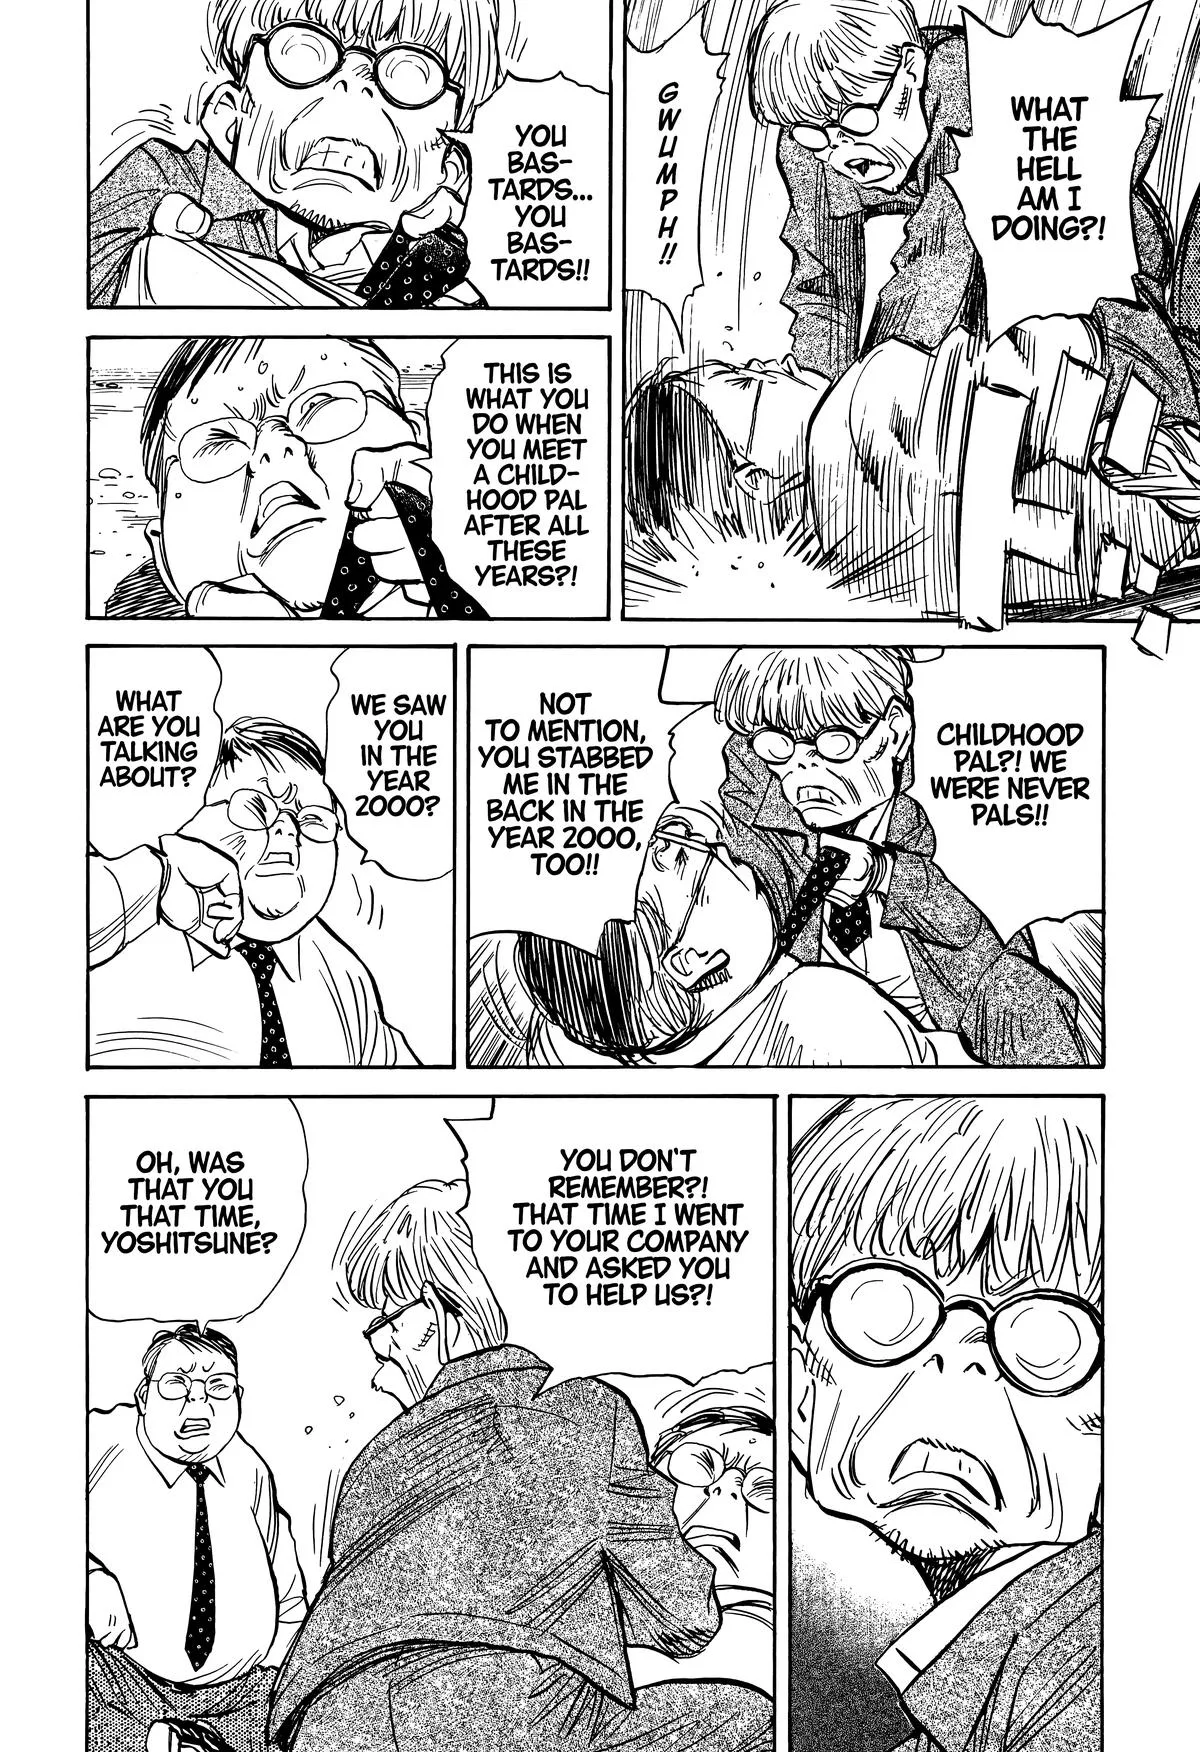 WHAT
THE
HELL
AM I
DOING?!
GWUMPH!!
YOU
BAS-
TARDS...
YOU
BAS-
TARDS!!
THIS IS
WHAT YOU
DO WHEN
YOU MEET
A CHILD-
HOOD PAL
AFTER ALL
THESE
YEARS?!
CHILDHOOD
PAL?! WE
WERE NEVER
PALS!!
NOT
TO MENTION,
YOU STABBED
ME IN THE
BACK IN THE
YEAR 2000,
TOO!!
WE SAW
YOU
IN THE
YEAR
2000?
WHAT
ARE YOU
TALKING
ABOUT?
YOU DON'T
REMEMBER?!
THAT TIME I WENT
TO YOUR COMPANY
AND ASKED YOU
TO HELP US?!
OH, WAS
THAT YOU
THAT TIME,
YOSHITSUNE?